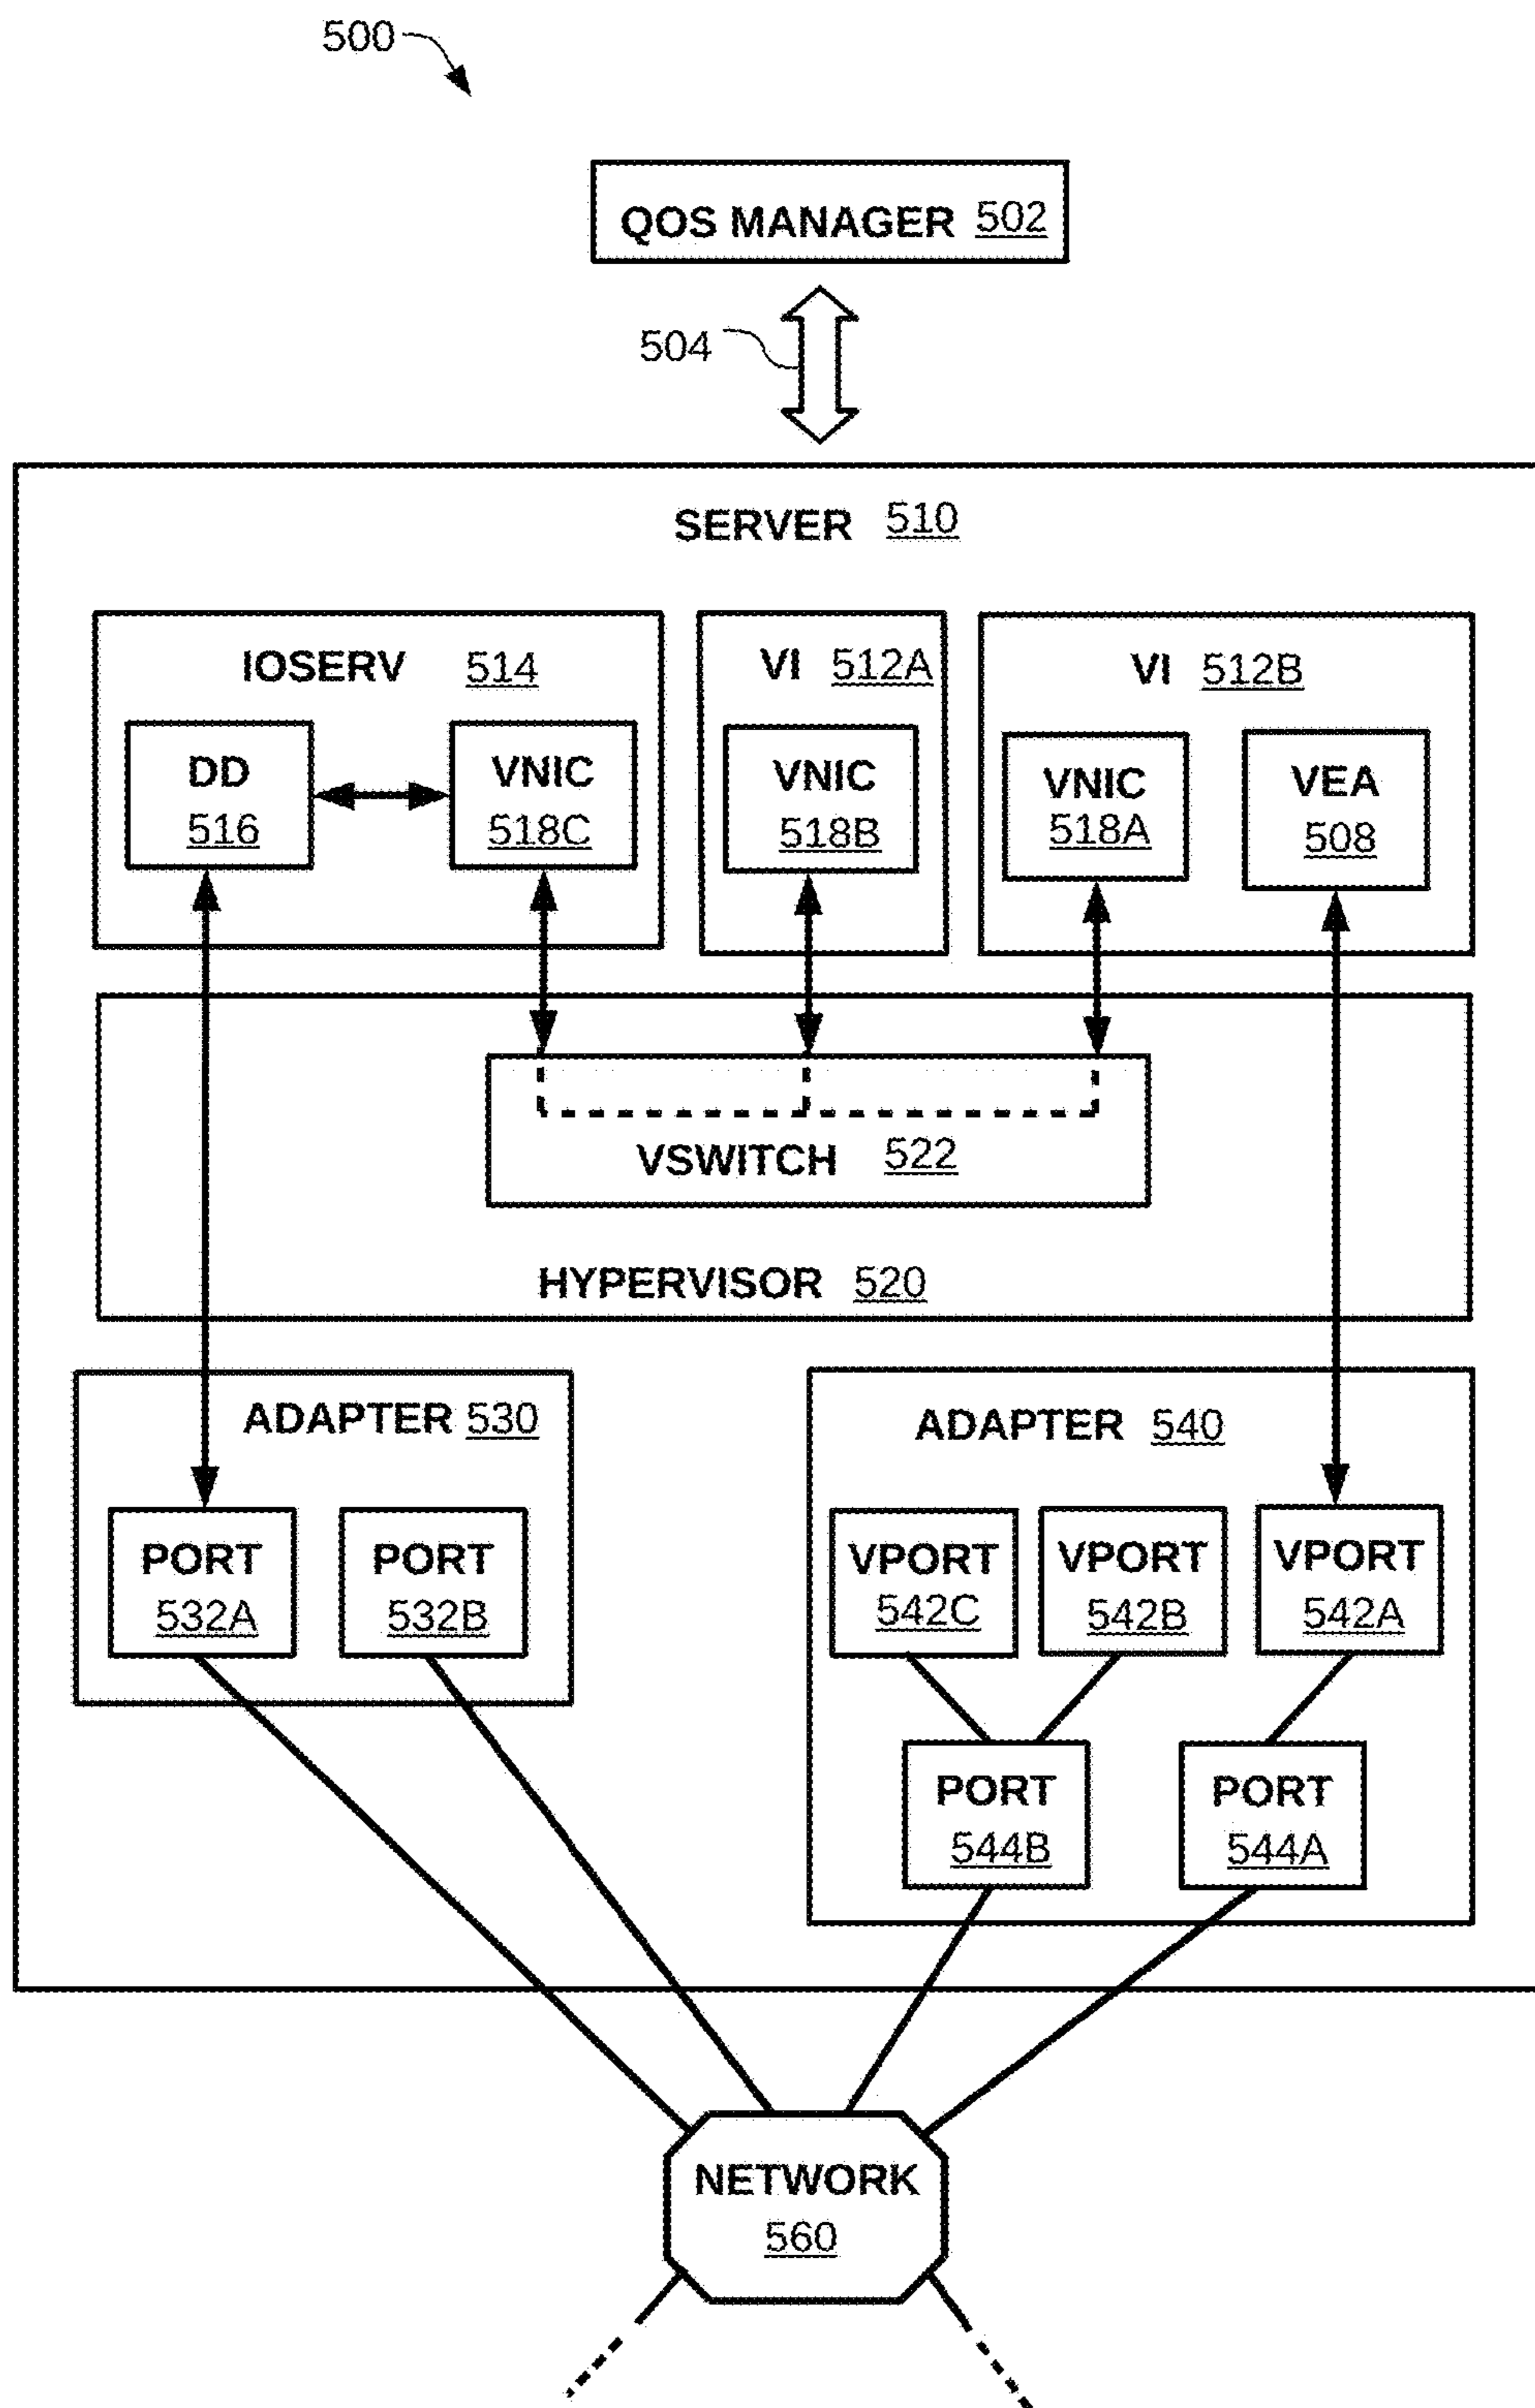 500
QOS MANAGER 502
504
SERVER 510
IOSERV 514
VI 512A
VI 512B
DD
516
VNIC
518C
VNIC
518B
VNIC
518A
VEA
508
VSWITCH 522
HYPERVISOR 520
ADAPTER 530
ADAPTER 540
PORT
532A
PORT
532B
VPORT
542C
VPORT
542B
VPORT
542A
PORT
544B
PORT
544A
NETWORK
560